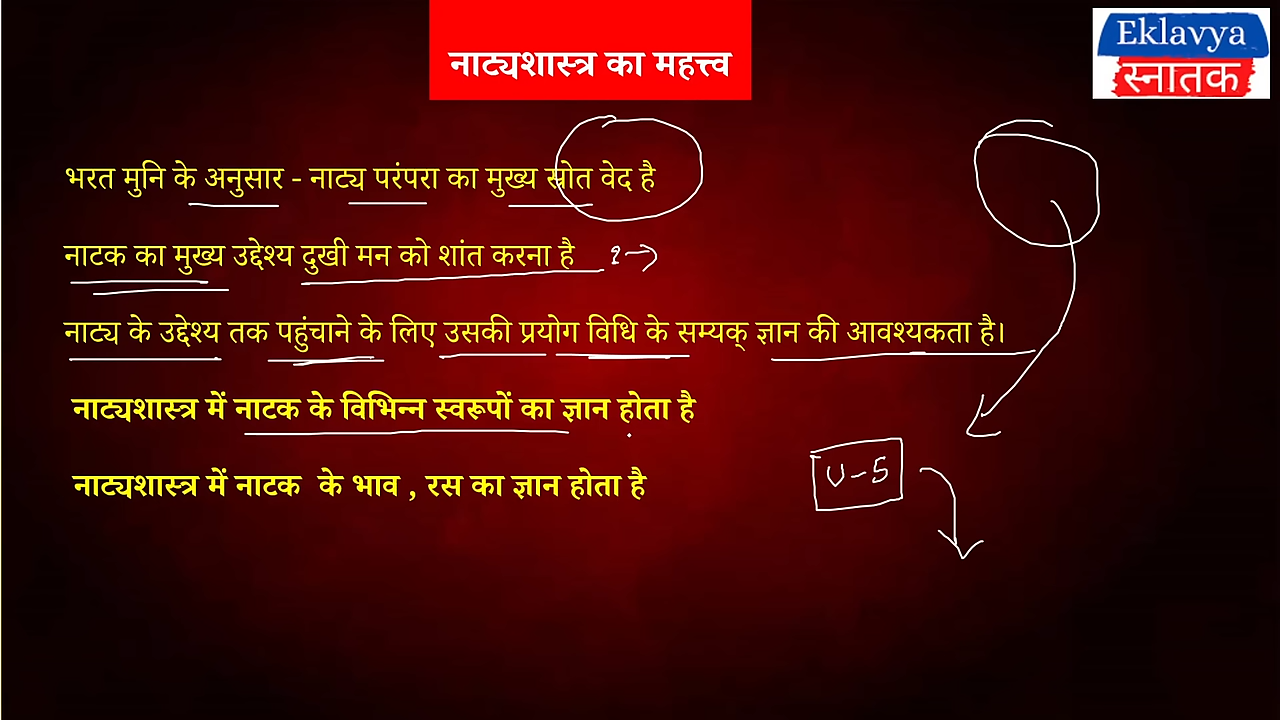 नाट्यशास्त्र का महत्त्व
Eklavya
स्नातक
भरत मुनि के अनुसार - नाट्य परंपरा का मुख्य स्रोत वेद है
नाटक का मुख्य उद्देश्य दुखी मन को शांत करना है
नाट्य के उद्देश्य तक पहुंचाने के लिए उसकी प्रयोग विधि के सम्यक् ज्ञान की आवश्यकता है।
नाट्यशास्त्र में नाटक के विभिन्न स्वरूपों का ज्ञान होता है
U-5
नाट्यशास्त्र में नाटक के भाव , रस का ज्ञान होता है